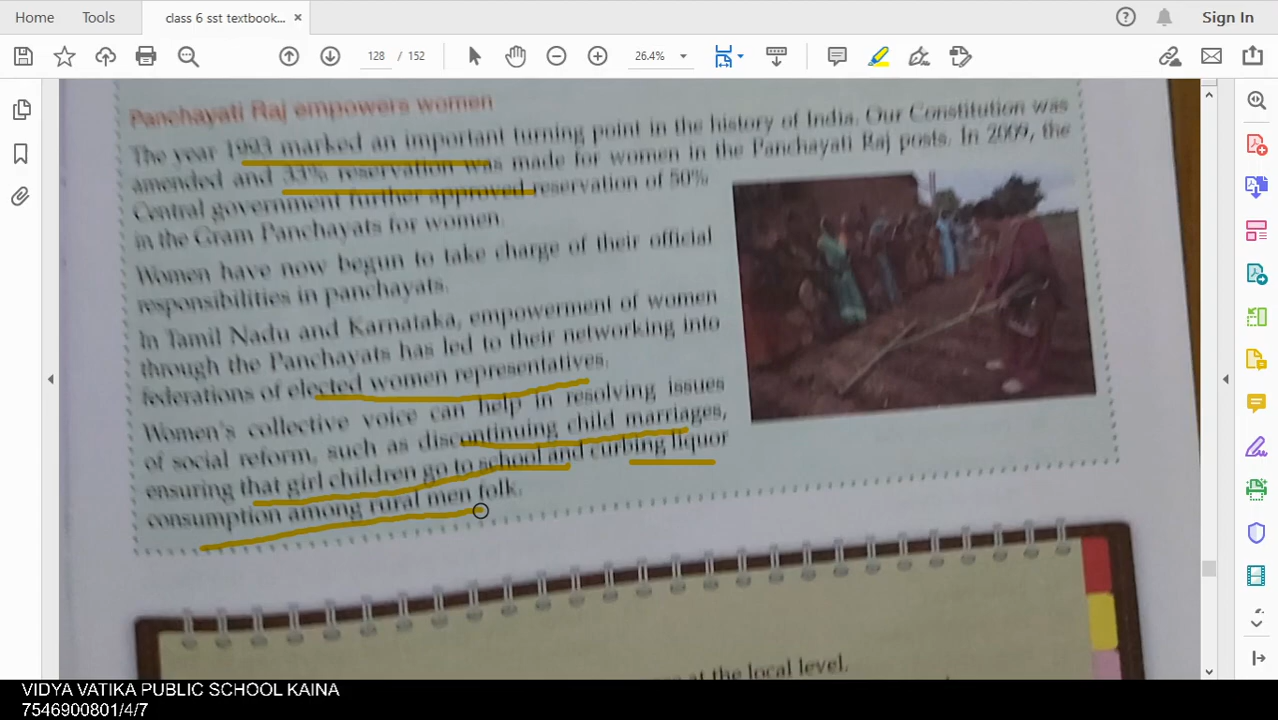 Home Tools class 6 sst textbook... × Sign In
128 / 152 26.4%
Panchayati Raj empowers women
The year 1993 marked an important turning point in the history of India. Our Constitution was
amended and 33% reservation was made for women in the Panchayati Raj posts. In 2009, the
Central government further approved reservation of 50%
in the Gram Panchayats for women.
Women have now begun to take charge of their official
responsibilities in panchayats.
In Tamil Nadu and Karnataka, empowerment of women
through the Panchayats has led to their networking into
federations of elected women representatives.
Women's collective voice can help in resolving issues
of social reform, such as discontinuing child marriages,
ensuring that girl children go to school and curbing liquor
consumption among rural men folk.
at the local level.
VIDYA VATIKA PUBLIC SCHOOL KAINA
7546900801/4/7